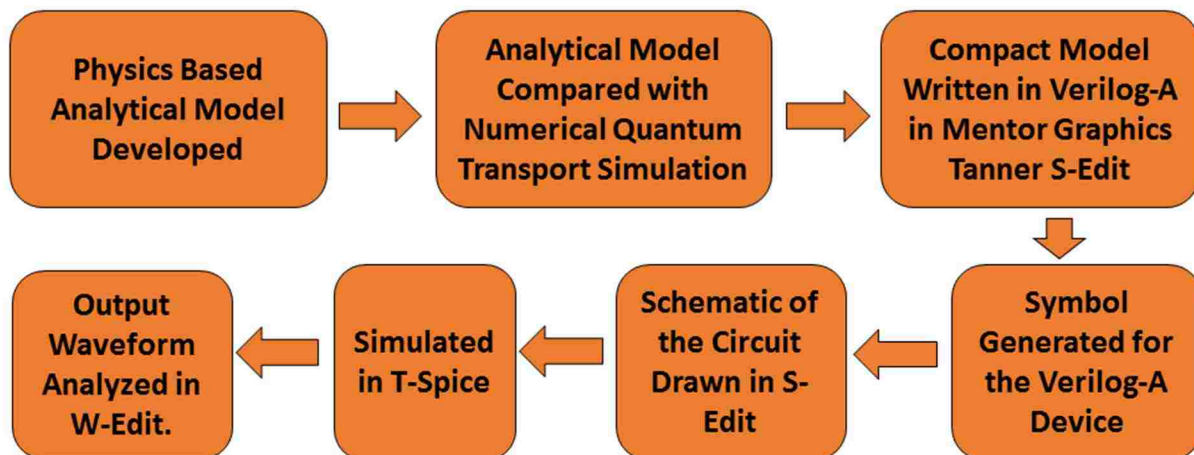 Physics Based
Analytical Model
Developed
Analytical Model
Compared with
Numerical Quantum
Transport Simulation
Compact Model
Written in Verilog-A
in Mentor Graphics
Tanner S-Edit
Symbol
Generated for
the Verilog-A
Device
Schematic of
the Circuit
Drawn in S-
Edit
Simulated
in T-Spice
Output
Waveform
Analyzed in
W-Edit.